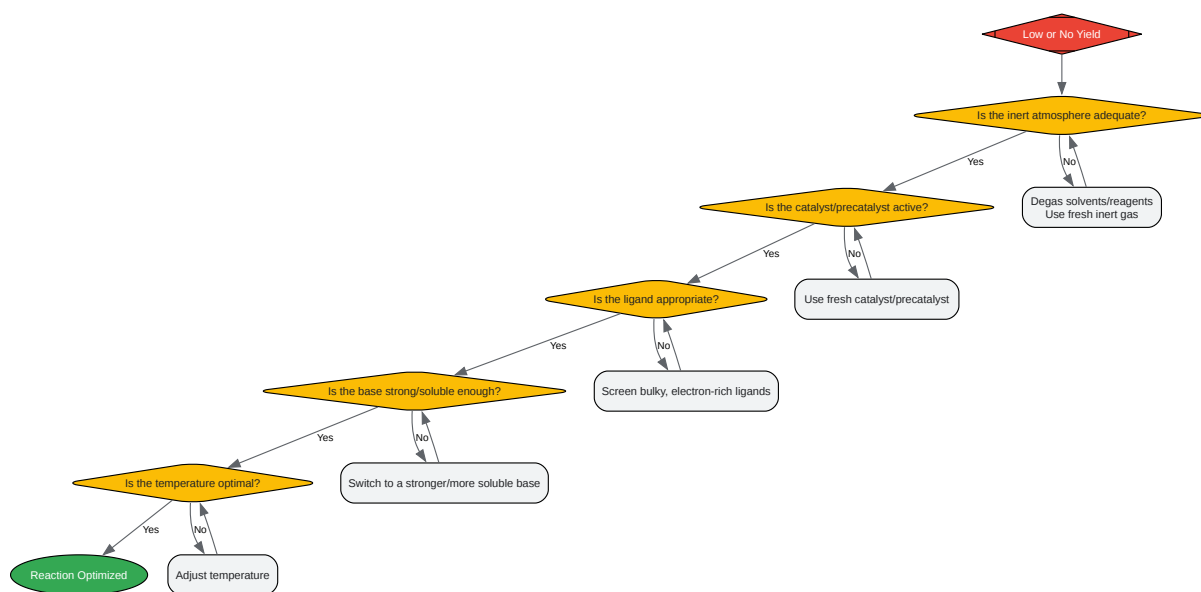 Low or No Yield
Is the inert atmosphere adequate?
Yes
No
Degas solvents/reagents
Use fresh inert gas
Is the catalyst/precatalyst active?
Yes
No
Use fresh catalyst/precatalyst
Is the ligand appropriate?
Yes
No
Screen bulky, electron-rich ligands
Is the base strong/soluble enough?
Yes
No
Switch to a stronger/more soluble base
Is the temperature optimal?
Yes
No
Reaction Optimized
Adjust temperature